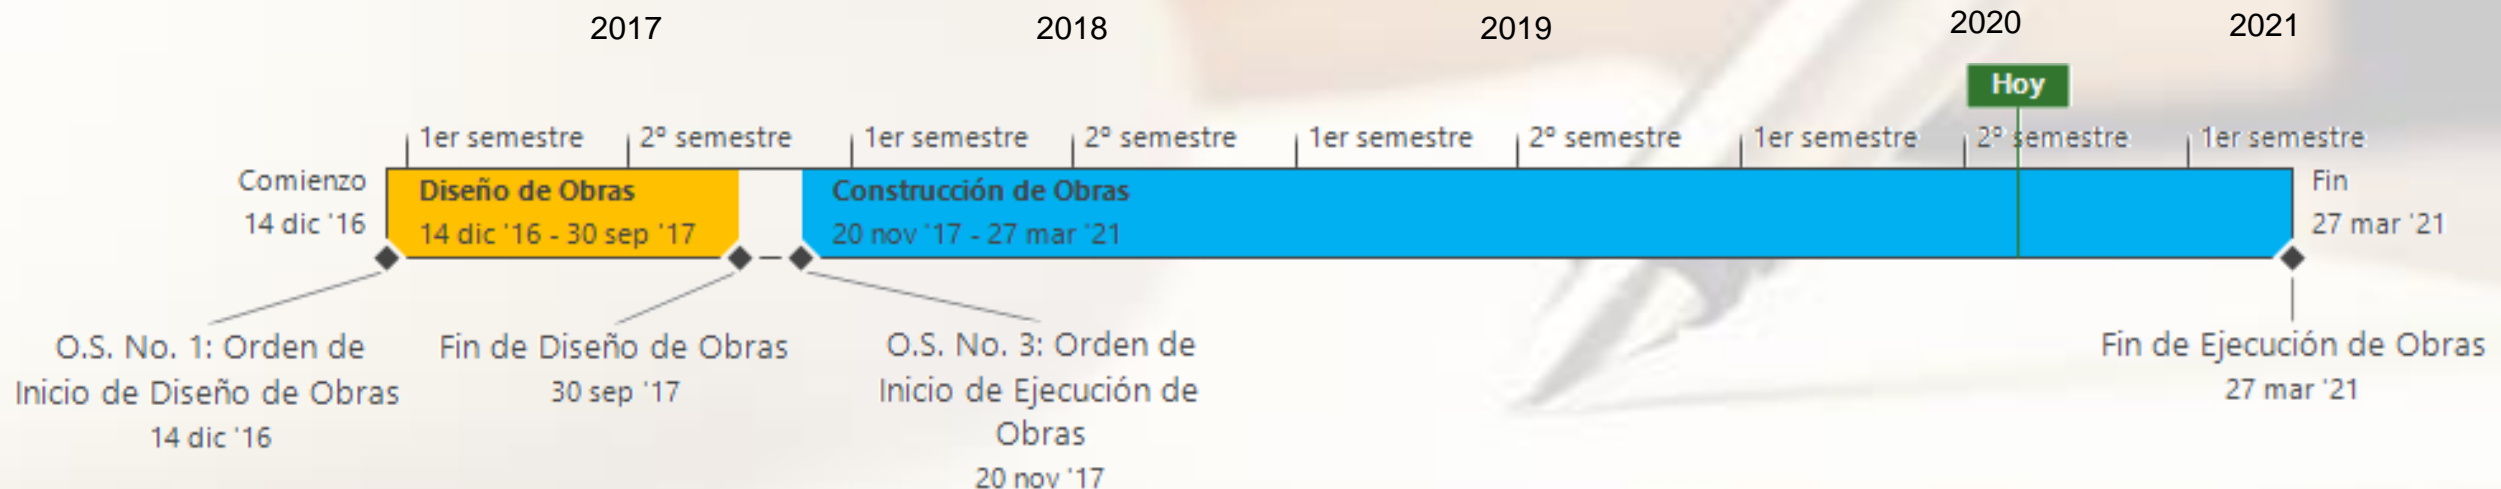 2017
2018
2019
2020
2021
Hoy
1er semestre
2º semestre
1er semestre
2º semestre
1er semestre
2º semestre
1er semestre
2º semestre
1er semestre
Comienzo
14 dic '16
Diseño de Obras
14 dic '16 - 30 sep '17
Construcción de Obras
20 nov '17 - 27 mar '21
Fin
27 mar '21
O.S. No. 1: Orden de
Inicio de Diseño de Obras
14 dic '16
Fin de Diseño de Obras
30 sep '17
O.S. No. 3: Orden de
Inicio de Ejecución de
Obras
20 nov '17
Fin de Ejecución de Obras
27 mar '21